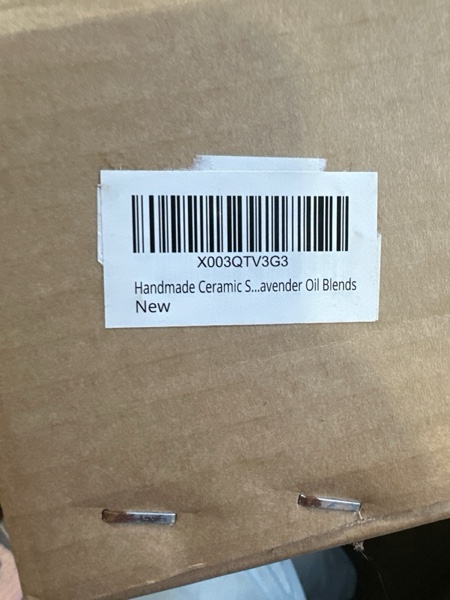 X003QTV3G3
Handmade Ceramic S...avender Oil Blends
New